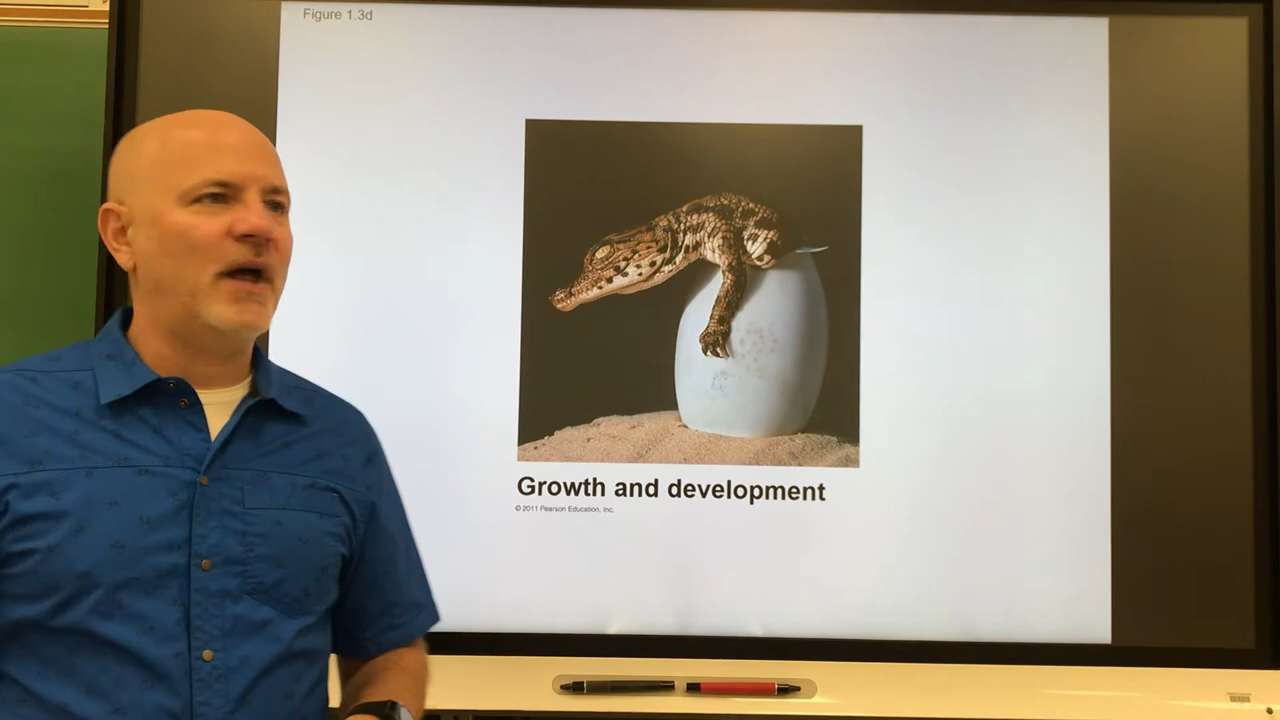 Figure 1.3d
Growth and development
© 2011 Pearson Education, Inc.